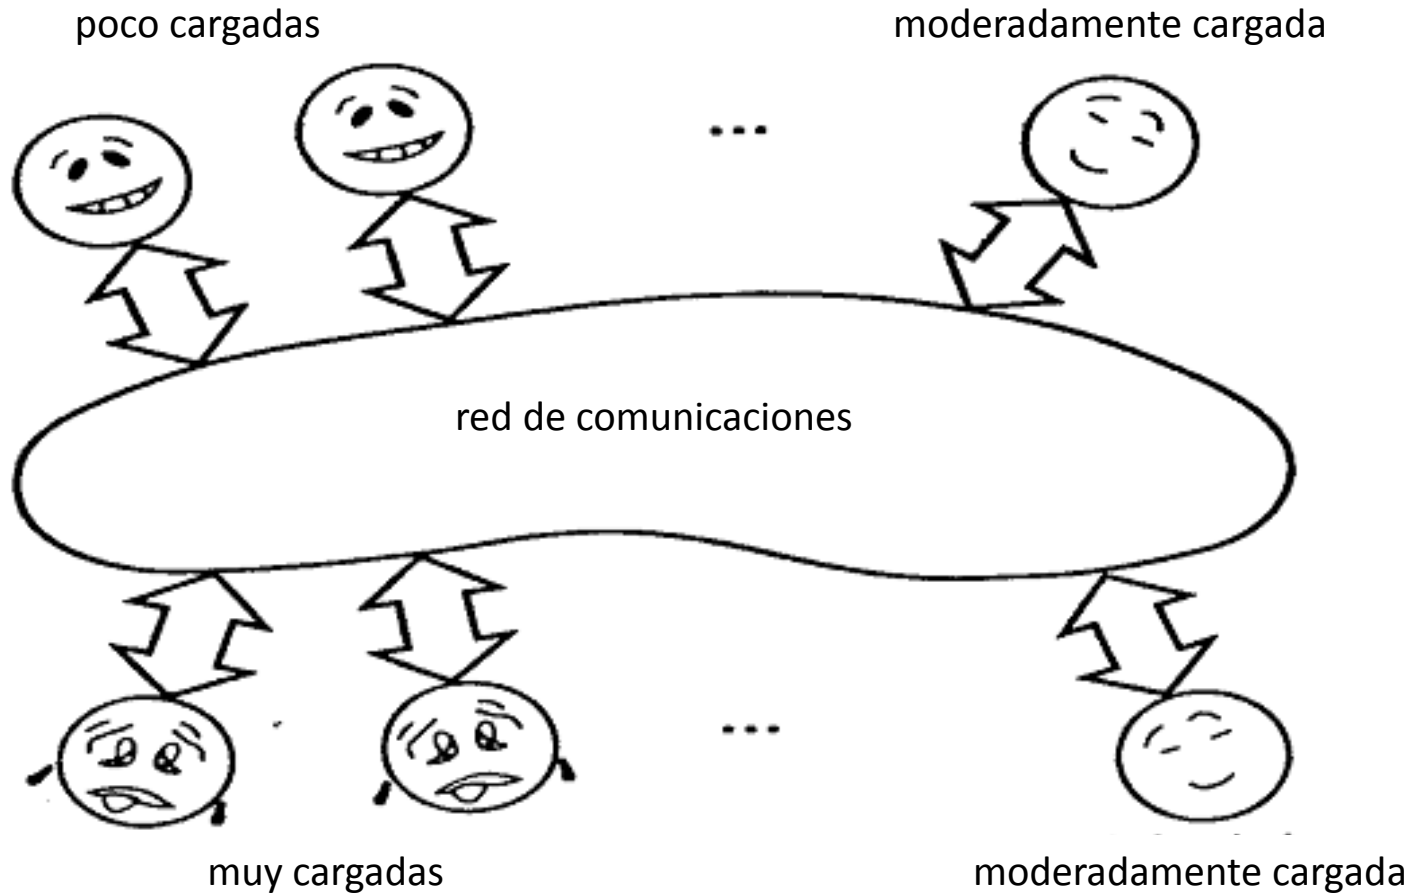 poco cargadas
moderadamente cargada
...
red de comunicaciones
...
muy cargadas
moderadamente cargada